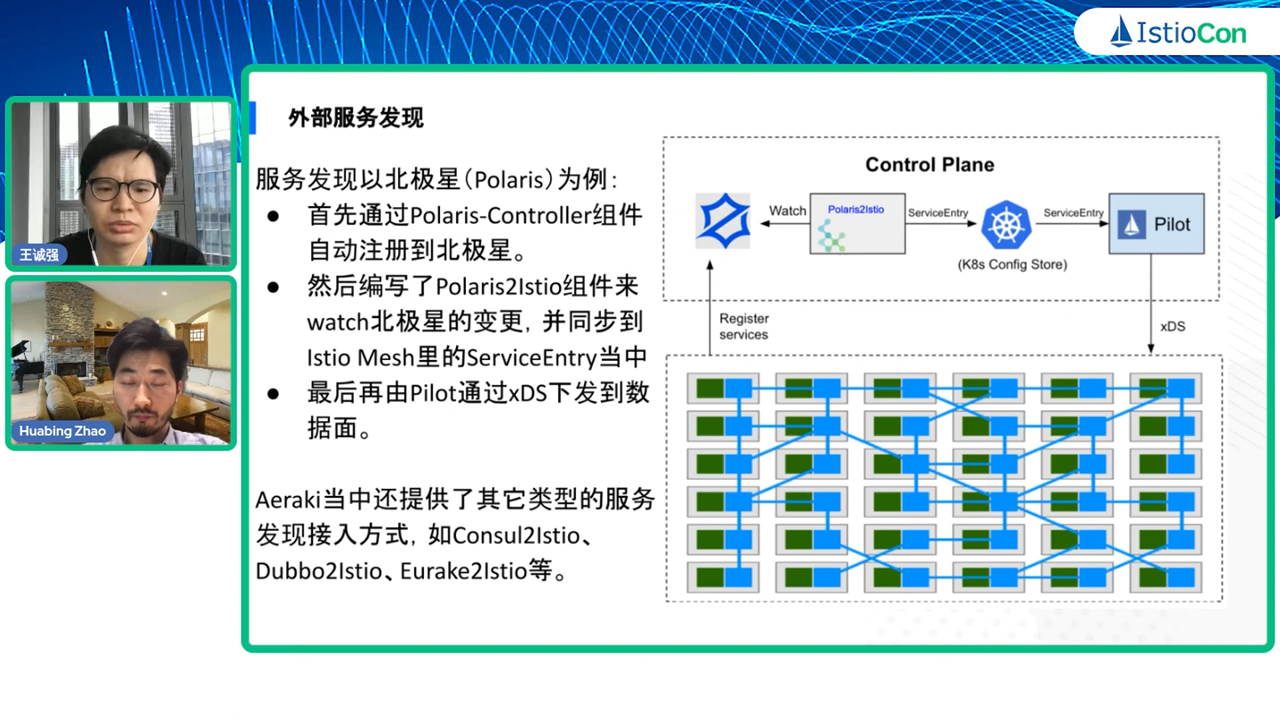 IstioCon
王诚强
Huabing Zhao
外部服务发现
服务发现以北极星（Polaris）为例：
● 首先通过Polaris-Controller组件
自动注册到北极星。
● 然后编写了Polaris2Istio组件来
watch北极星的变更，并同步到
Istio Mesh里的ServiceEntry当中
● 最后再由Pilot通过xDS下发到数
据面。
Aeraki当中还提供了其它类型的服务
发现接入方式，如Consul2Istio、
Dubbo2Istio、Eurake2Istio等。
Control Plane
Watch
Polaris2Istio
ServiceEntry
ServiceEntry
Pilot
(K8s Config Store)
Register
services
xDS